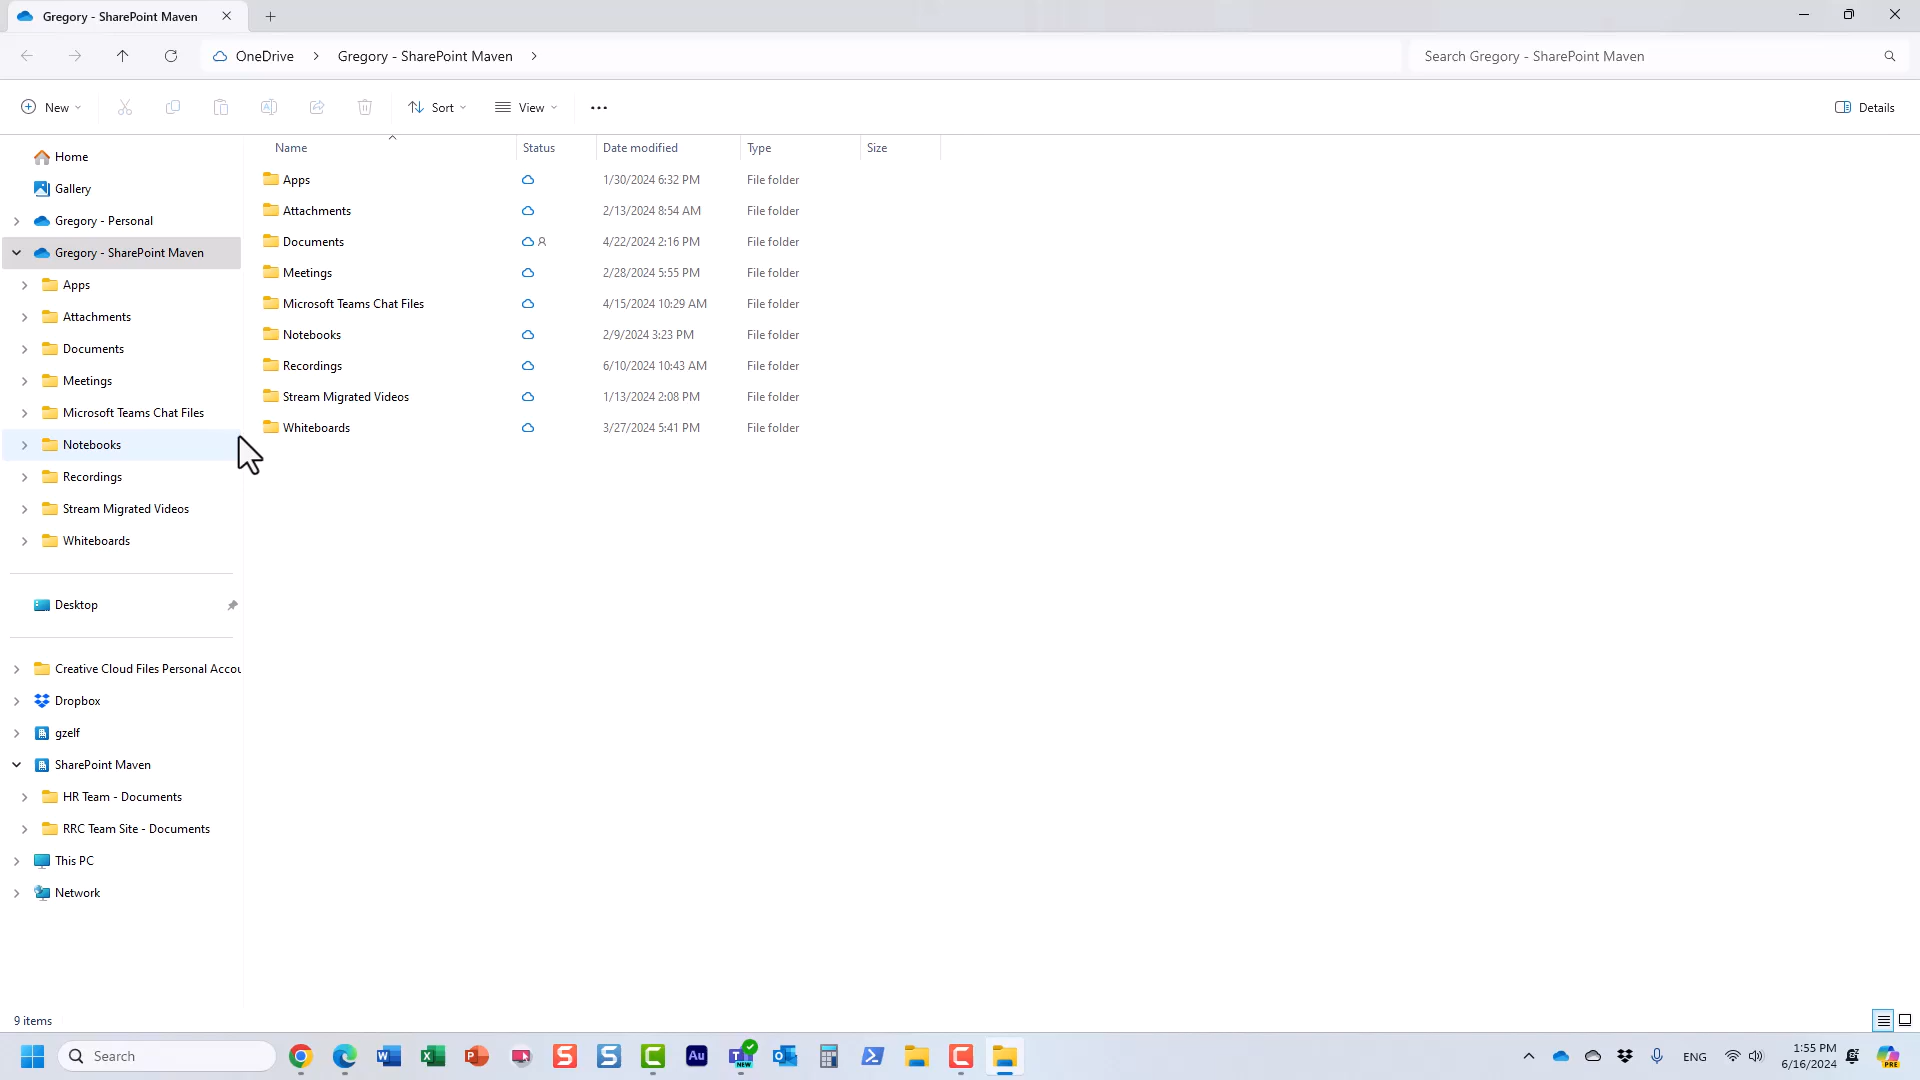 Gregory - SharePoint Maven
OneDrive
Gregory - SharePoint Maven
Search Gregory - SharePoint Maven
New
Sort
View
Details
Home
Gallery
Gregory - Personal
Gregory - SharePoint Maven
Apps
Attachments
Documents
Meetings
Microsoft Teams Chat Files
Notebooks
Recordings
Stream Migrated Videos
Whiteboards
Desktop
Creative Cloud Files Personal Accou
Dropbox
gzelf
SharePoint Maven
HR Team - Documents
RRC Team Site - Documents
This PC
Network
Name Status Date modified Type Size
Apps 1/30/2024 6:32 PM File folder
Attachments 2/13/2024 8:54 AM File folder
Documents 4/22/2024 2:16 PM File folder
Meetings 2/28/2024 5:55 PM File folder
Microsoft Teams Chat Files 4/15/2024 10:29 AM File folder
Notebooks 2/9/2024 3:23 PM File folder
Recordings 6/10/2024 10:43 AM File folder
Stream Migrated Videos 1/13/2024 2:08 PM File folder
Whiteboards 3/27/2024 5:41 PM File folder
9 items
Search
Au
NEW
ENG
1:55 PM
6/16/2024
PRE